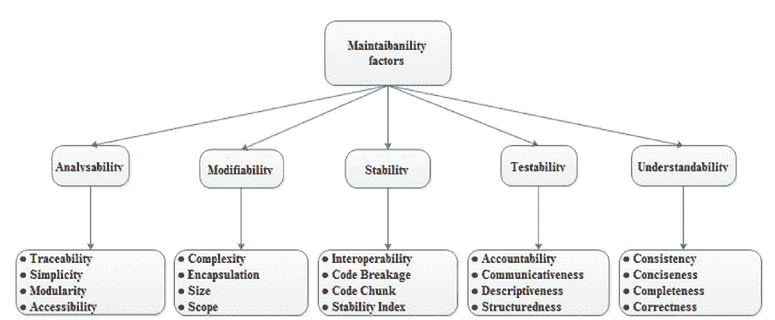 Maintaibanility
factors
Analysability
Modifiability
Stability
Testability
Understandability
● Traceability
● Simplicity
● Modularity
● Accessibility
● Complexity
● Encapsulation
● Size
● Scope
● Interoperability
● Code Breakage
● Code Chunk
● Stability Index
● Accountability
● Communicativeness
● Descriptiveness
● Structuredness
● Consistency
● Conciseness
● Completeness
● Correctness